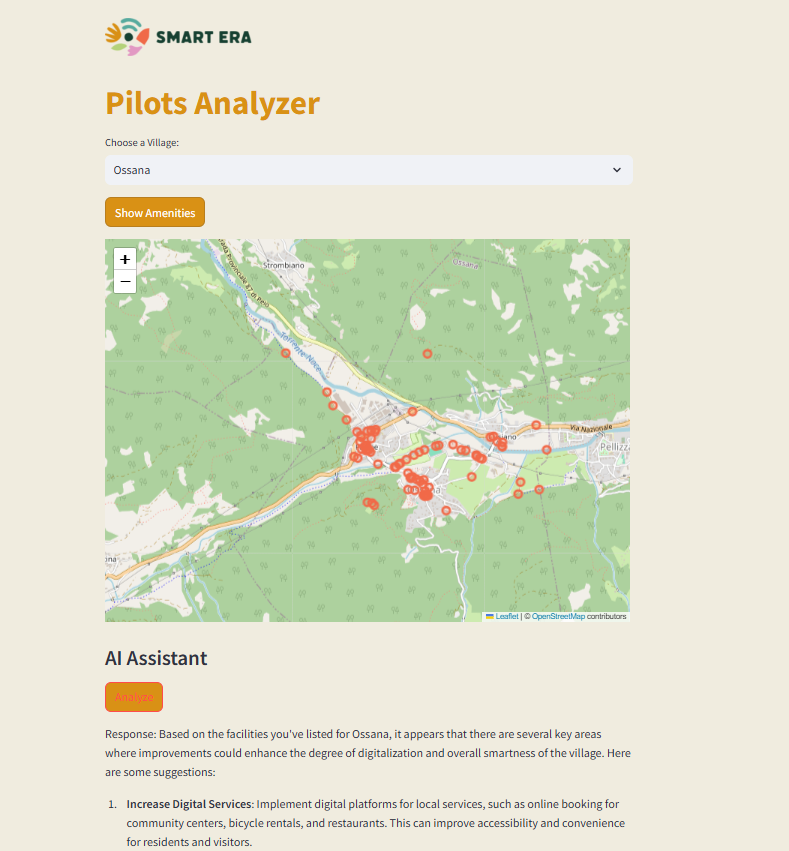 SMART ERA
Pilots Analyzer
Choose a Village:
Ossana
Show Amenities
+
−
Strombiano
Ossana
Torrente Noce
Via Nazionale
Leaflet | © OpenStreetMap contributors
AI Assistant
Analyze
Response: Based on the facilities you've listed for Ossana, it appears that there are several key areas
where improvements could enhance the degree of digitalization and overall smartness of the village. Here
are some suggestions:
1. Increase Digital Services: Implement digital platforms for local services, such as online booking for
community centers, bicycle rentals, and restaurants. This can improve accessibility and convenience
for residents and visitors.